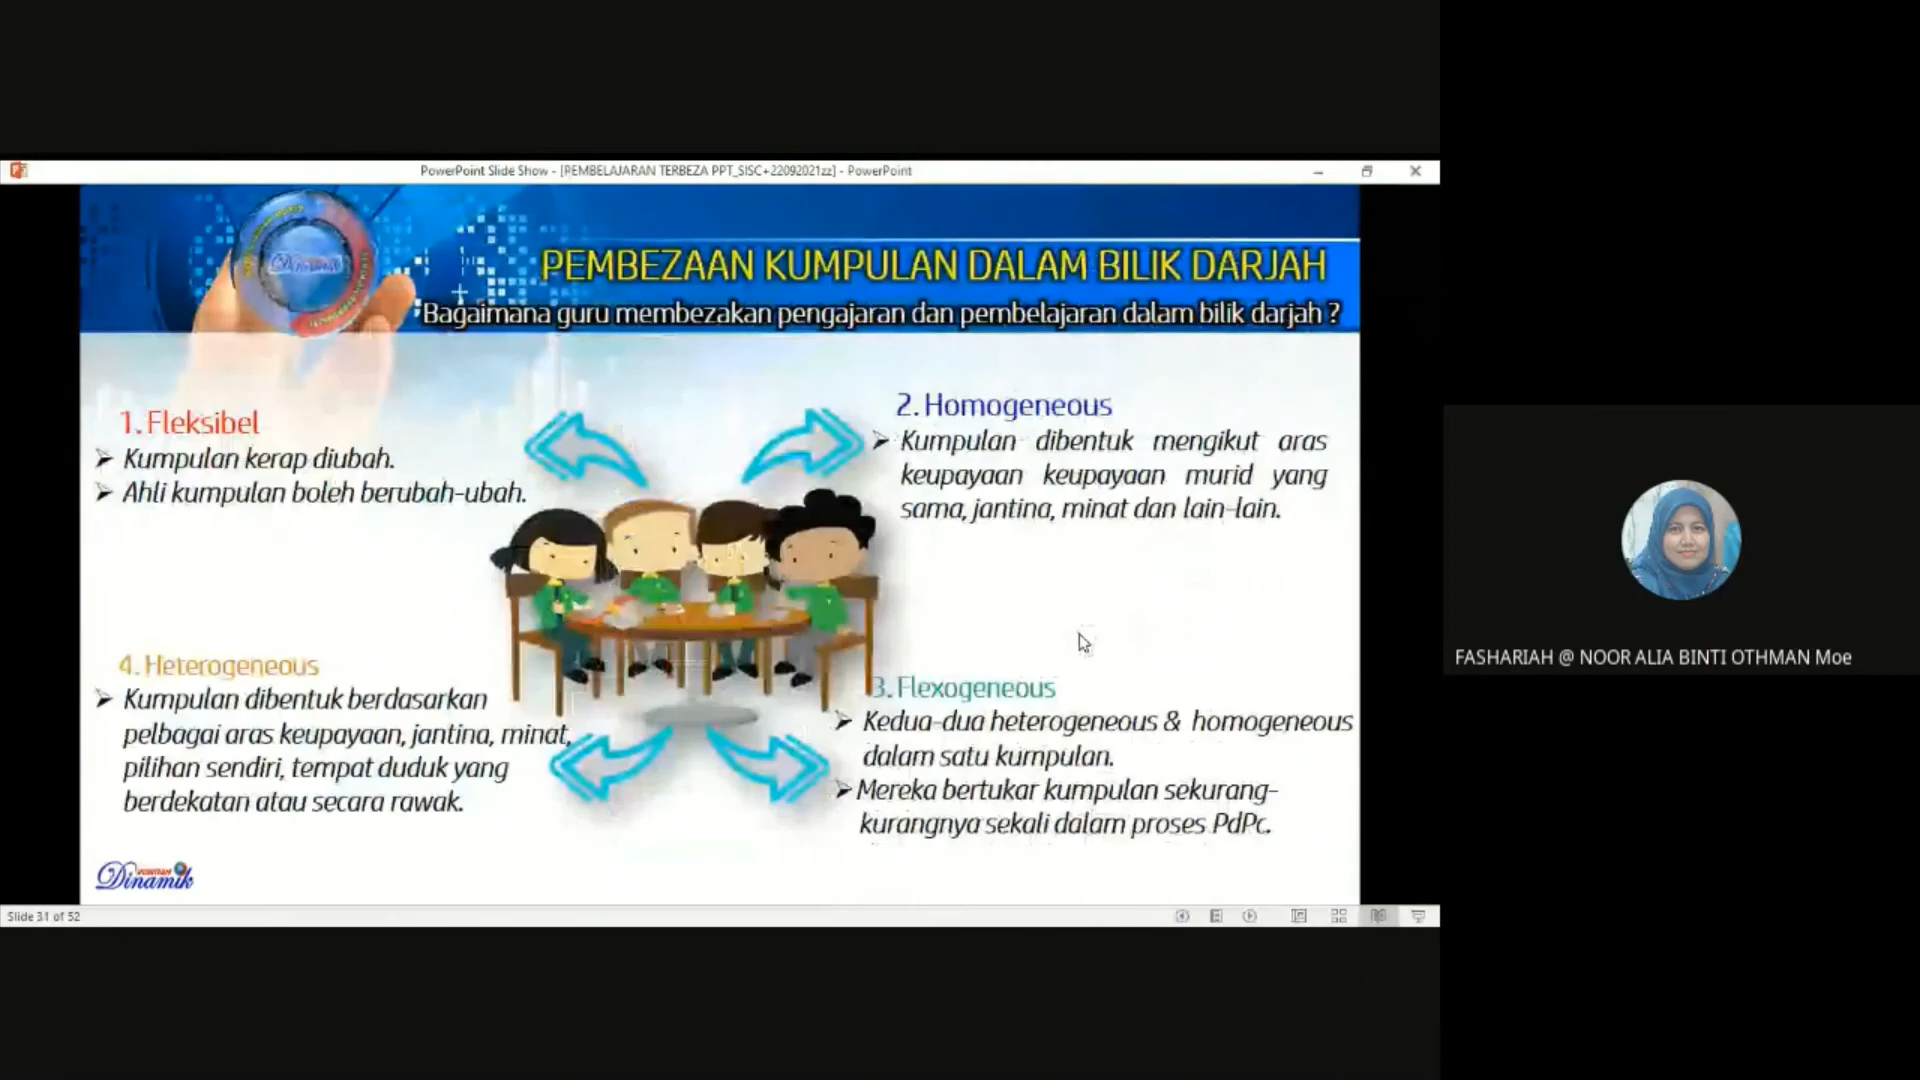 PowerPoint Slide Show - [PEMBELAJARAN TERBEZA PPT_SISC+22092021zz] - PowerPoint
PEMBEZAAN KUMPULAN DALAM BILIK DARJAH
Bagaimana guru membezakan pengajaran dan pembelajaran dalam bilik darjah ?
1. Fleksibel
➢ Kumpulan kerap diubah.
➢ Ahli kumpulan boleh berubah-ubah.
2. Homogeneous
➢ Kumpulan dibentuk mengikut aras
keupayaan keupayaan murid yang
sama, jantina, minat dan lain-lain.
4. Heterogeneous
➢ Kumpulan dibentuk berdasarkan
pelbagai aras keupayaan, jantina, minat,
pilihan sendiri, tempat duduk yang
berdekatan atau secara rawak.
3. Flexogeneous
➢ Kedua-dua heterogeneous & homogeneous
dalam satu kumpulan.
➢ Mereka bertukar kumpulan sekurang-
kurangnya sekali dalam proses PdPc.
Dinamik
Slide 31 of 52
FASHARIAH @ NOOR ALIA BINTI OTHMAN Moe